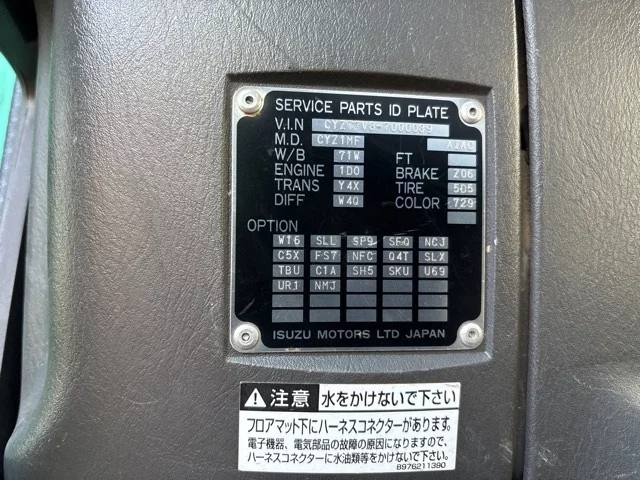 SERVICE PARTS ID PLATE
V.I.N
M.D. CYZ1MF
W/B 71W FT
ENGINE 1D0 BRAKE Z06
TRANS Y4X TIRE 505
DIFF W4Q COLOR 729
OPTION
W16 SLL SP9 SFQ NCJ
C5X FS7 NFC Q4T SLX
TBU C1A SH5 SKU U69
UR1 NMJ
ISUZU MOTORS LTD JAPAN
注意 水をかけないで下さい
フロアマット下にハーネスコネクターがあります。
電子機器、電気部品の故障の原因になりますので、
ハーネスコネクターに水油類等をかけないで下さい。
8976211390